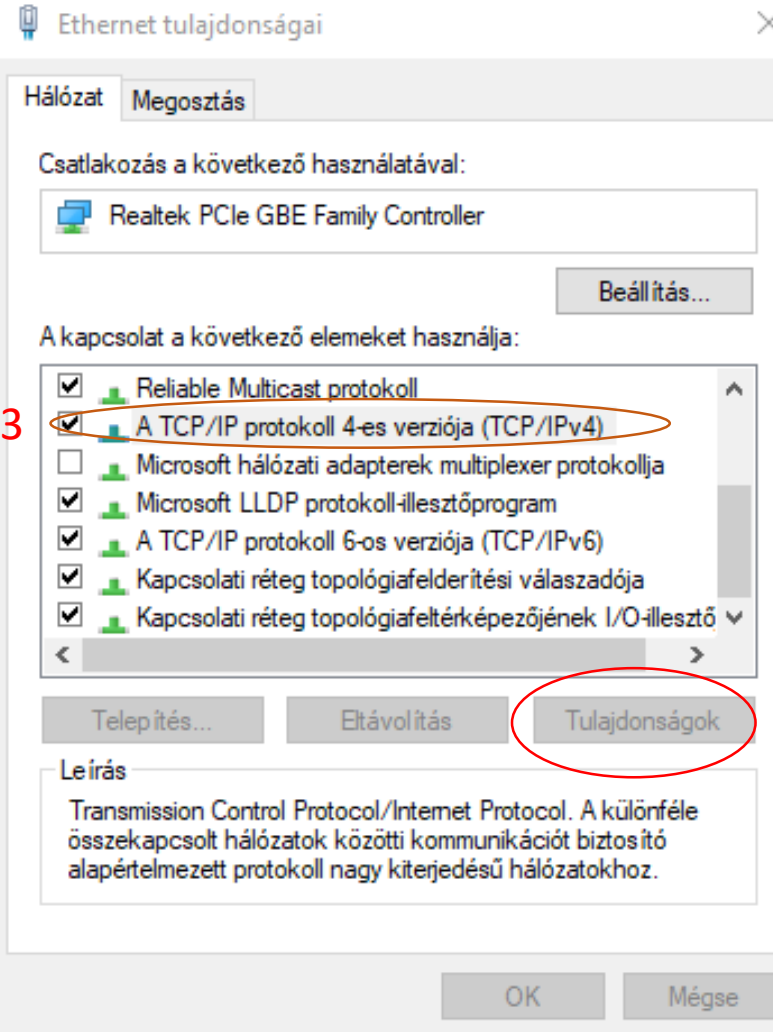 Ethernet tulajdonságai
Hálózat Megosztás
Csatlakozás a következő használatával:
Realtek PCIe GBE Family Controller
Beállítás...
A kapcsolat a következő elemeket használja:
Reliable Multicast protokoll
3 A TCP/IP protokoll 4-es verziója (TCP/IPv4)
Microsoft hálózati adapterek multiplexer protokollja
Microsoft LLDP protokoll-illesztőprogram
A TCP/IP protokoll 6-os verziója (TCP/IPv6)
Kapcsolati réteg topológiafelderítési válaszadója
Kapcsolati réteg topológiafeltérképezőjének I/O-illesztő
Telepítés... Eltávolítás Tulajdonságok
Leírás
Transmission Control Protocol/Internet Protocol. A különféle
összekapcsolt hálózatok közötti kommunikációt biztosító
alapértelmezett protokoll nagy kiterjedésű hálózatokhoz.
OK Mégse